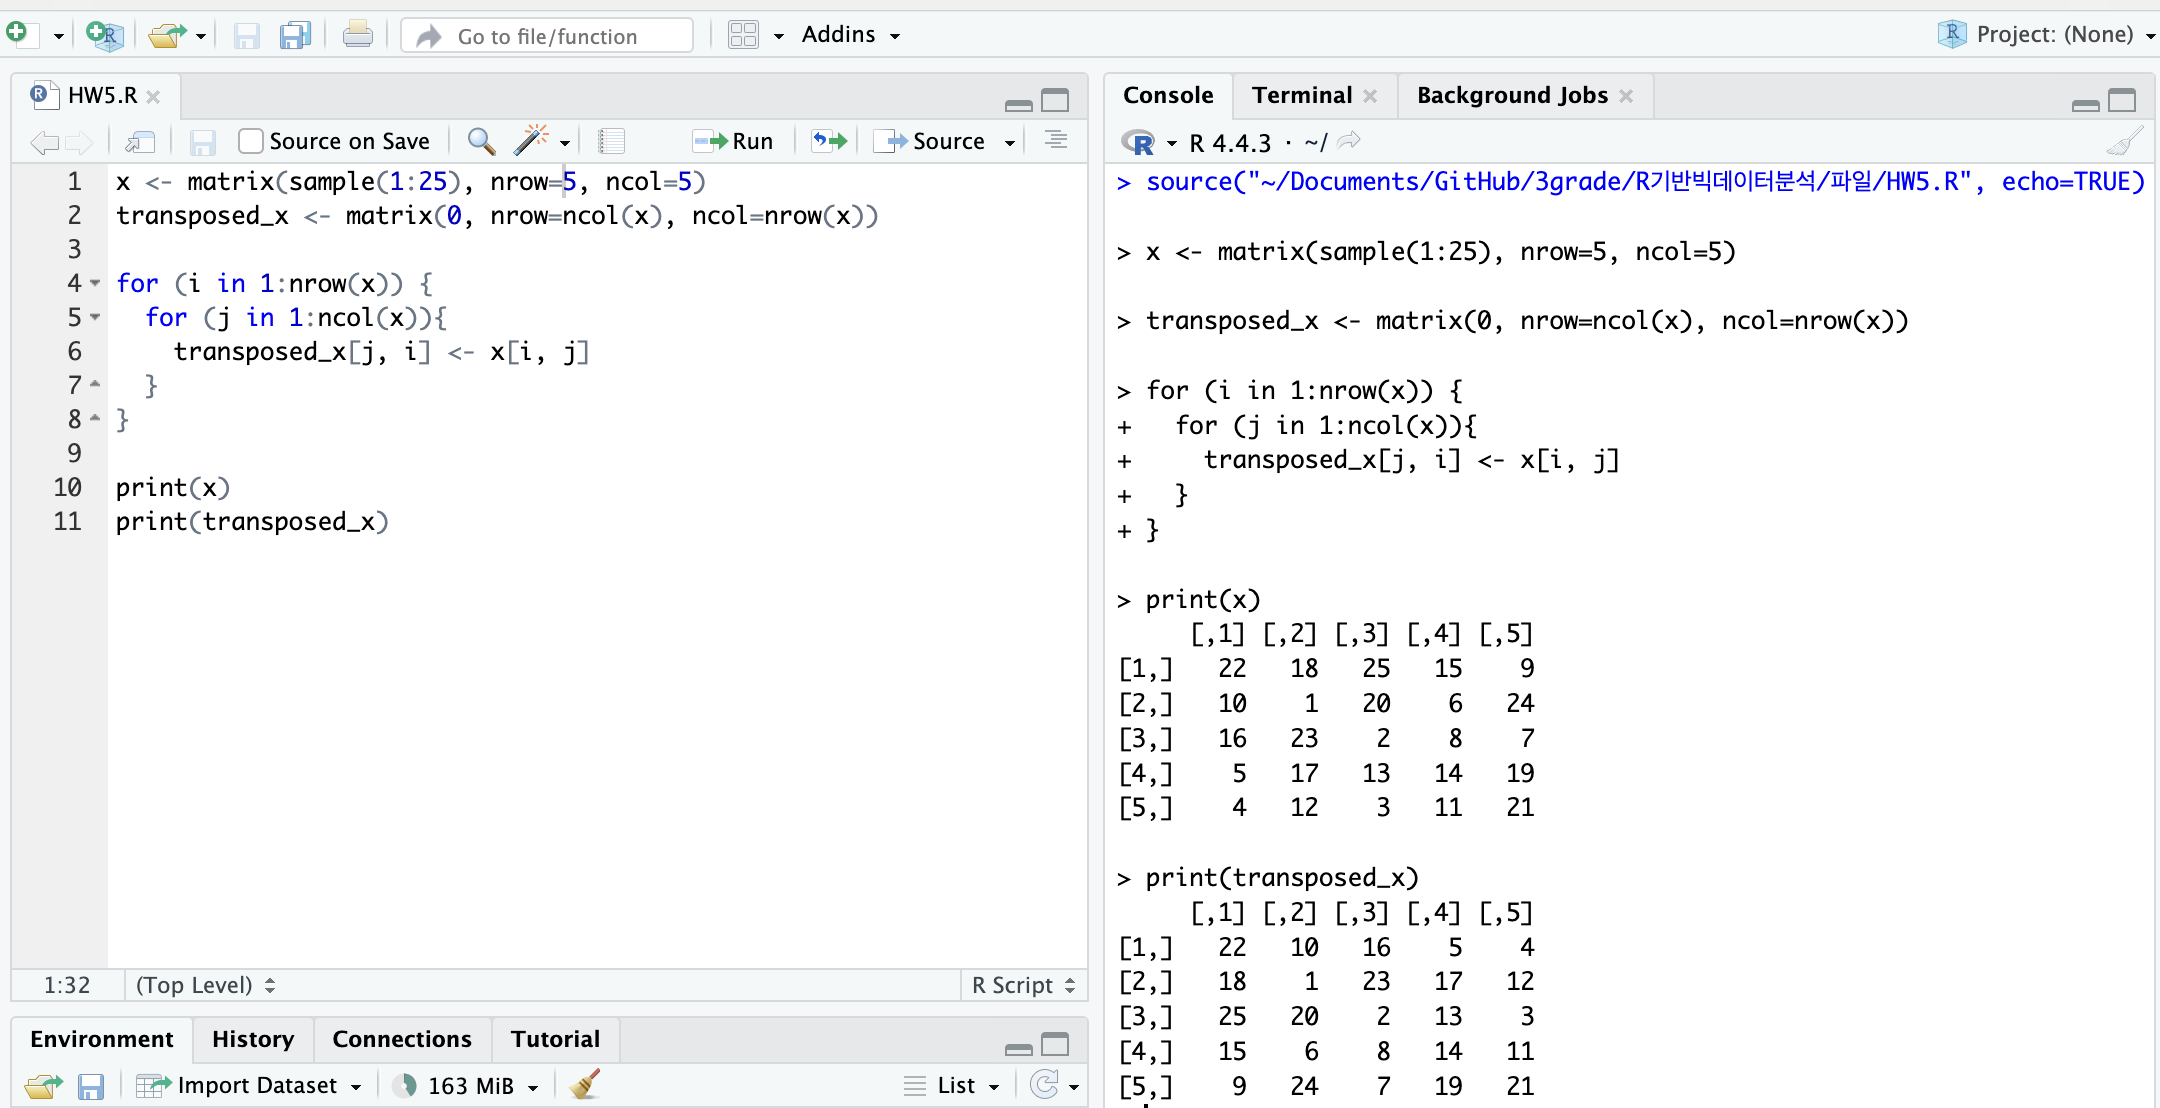 Go to file/function
Addins
Project: (None)
HW5.R
Source on Save
Run
Source
1 x <- matrix(sample(1:25), nrow=5, ncol=5)
2 transposed_x <- matrix(0, nrow=ncol(x), ncol=nrow(x))
3
4 for (i in 1:nrow(x)) {
5   for (j in 1:ncol(x)){
6     transposed_x[j, i] <- x[i, j]
7   }
8 }
9
10 print(x)
11 print(transposed_x)
1:32 (Top Level) R Script
Environment History Connections Tutorial
Import Dataset 163 MiB List
Console Terminal Background Jobs
R 4.4.3 · ~/
> source("~/Documents/GitHub/3grade/R기반빅데이터분석/파일/HW5.R", echo=TRUE)
> x <- matrix(sample(1:25), nrow=5, ncol=5)
> transposed_x <- matrix(0, nrow=ncol(x), ncol=nrow(x))
> for (i in 1:nrow(x)) {
+   for (j in 1:ncol(x)){
+     transposed_x[j, i] <- x[i, j]
+   }
+ }
> print(x)
     [,1] [,2] [,3] [,4] [,5]
[1,]   22   18   25   15    9
[2,]   10    1   20    6   24
[3,]   16   23    2    8    7
[4,]    5   17   13   14   19
[5,]    4   12    3   11   21
> print(transposed_x)
     [,1] [,2] [,3] [,4] [,5]
[1,]   22   10   16    5    4
[2,]   18    1   23   17   12
[3,]   25   20    2   13    3
[4,]   15    6    8   14   11
[5,]    9   24    7   19   21